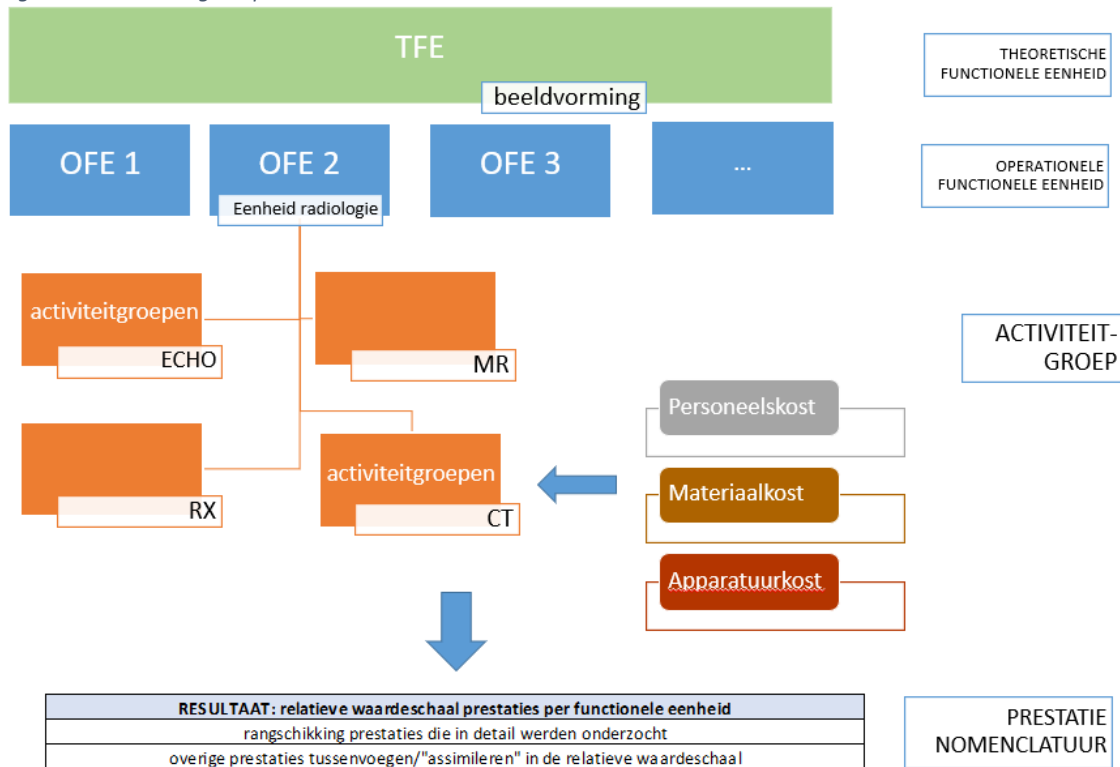 TFE
beeldvorming
THEORETISCHE
FUNCTIONELE EENHEID
OFE 1
OFE 2
OFE 3
...
Eenheid radiologie
OPERATIONELE
FUNCTIONELE EENHEID
activiteitgroepen
ECHO
MR
ACTIVITEIT-
GROEP
RX
activiteitgroepen
CT
Personeelskost
Materiaalkost
Apparatuurkost
RESULTAAT: relatieve waardeschaal prestaties per functionele eenheid
rangschikking prestaties die in detail werden onderzocht
overige prestaties tussenvoegen/"assimileren" in de relatieve waardeschaal
PRESTATIE
NOMENCLATUUR